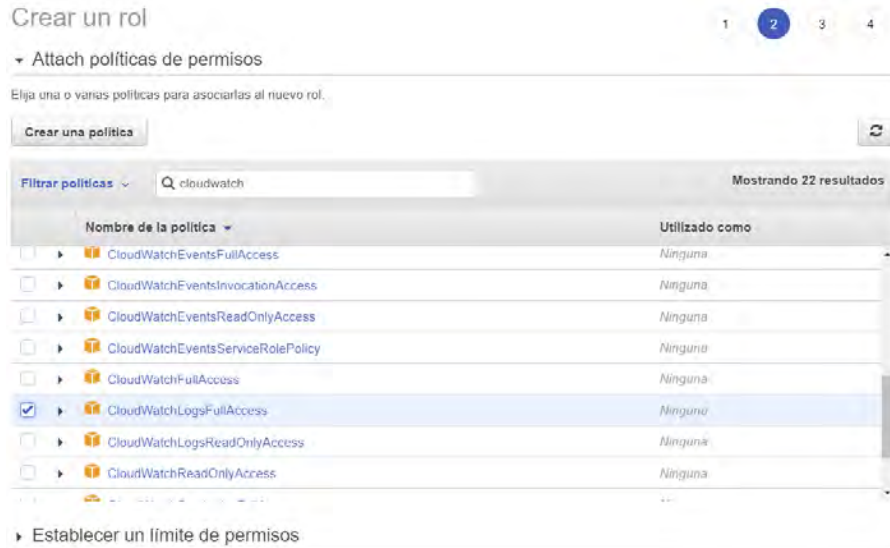 Crear un rol
1 2 3 4
Attach políticas de permisos
Elija una o varias políticas para asociarlas al nuevo rol.
Crear una política
Filtrar políticas cloudwatch Mostrando 22 resultados
Nombre de la política Utilizado como
CloudWatchEventsFullAccess Ninguna
CloudWatchEventsInvocationAccess Ninguna
CloudWatchEventsReadOnlyAccess Ninguna
CloudWatchEventsServiceRolePolicy Ninguna
CloudWatchFullAccess Ninguna
CloudWatchLogsFullAccess Ninguna
CloudWatchLogsReadOnlyAccess Ninguna
CloudWatchReadOnlyAccess Ninguna
Establecer un límite de permisos